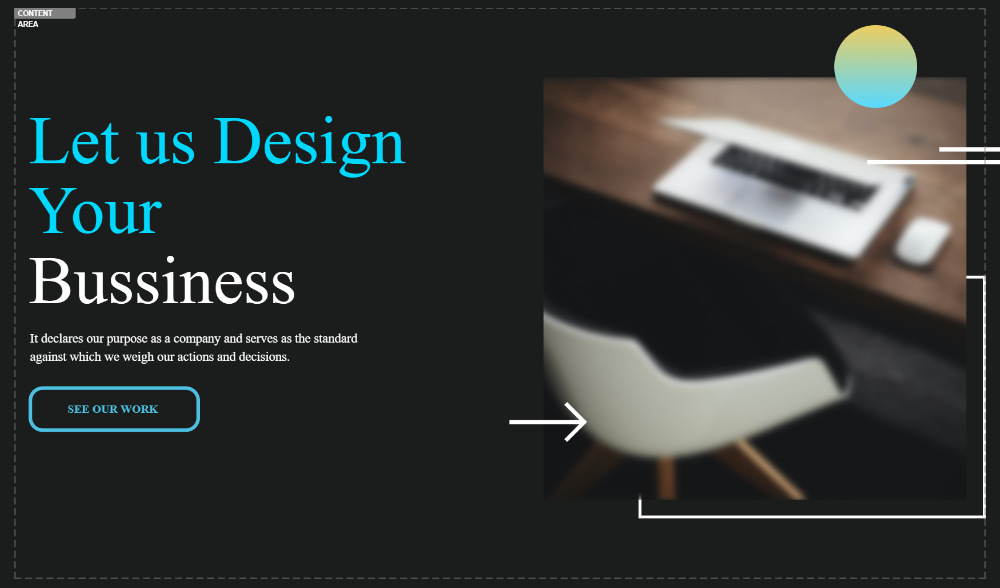 CONTENT
AREA
Let us Design
Your
Bussiness
It declares our purpose as a company and serves as the standard
against which we weigh our actions and decisions.
SEE OUR WORK